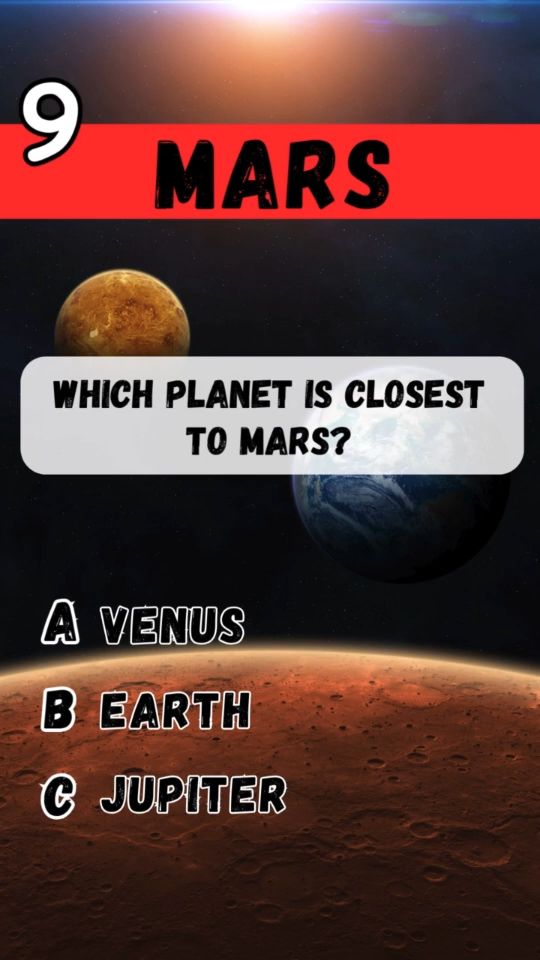 9
MARS
WHICH PLANET IS CLOSEST
TO MARS?
A VENUS
B EARTH
C JUPITER